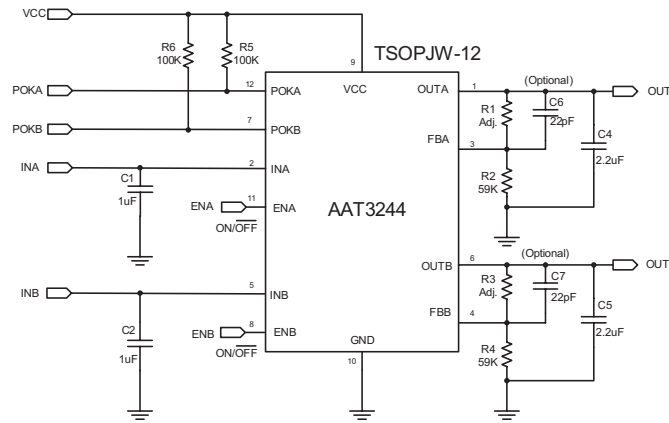 VCC
R6
100K
R5
100K
TSOPJW-12
9
VCC
POKA
12
POKA
POKB
7
POKB
INA
2
INA
C1
1uF
ENA
11
ENA
ON/OFF
AAT3244
INB
5
INB
C2
1uF
ENB
8
ENB
ON/OFF
GND
10
OUTA
1
(Optional)
OUT
R1
Adj.
C6
22pF
C4
2.2uF
FBA
3
R2
59K
OUTB
6
(Optional)
OUT
R3
Adj.
C7
22pF
C5
2.2uF
FBB
4
R4
59K